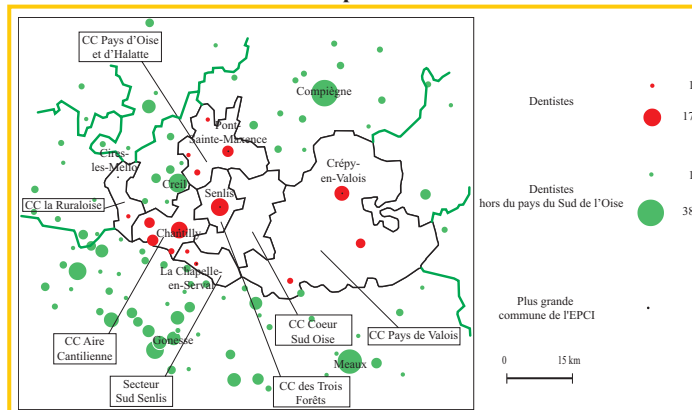 CC Pays d'Oise
et d'Halatte
Compiègne
Pont-
Sainte-Maxence
Cires-
les-Mello
Creil
Crépy-
en-Valois
Senlis
CC la Ruraloise
Chantilly
La Chapelle-
en-Serval
CC Aire
Cantilienne
Gonesse
Secteur
Sud Senlis
CC Coeur
Sud Oise
CC des Trois
Forêts
CC Pays de Valois
Meaux
Dentistes
1
17
Dentistes
hors du pays du Sud de l'Oise
1
38
Plus grande
commune de l'EPCI
0
15 km